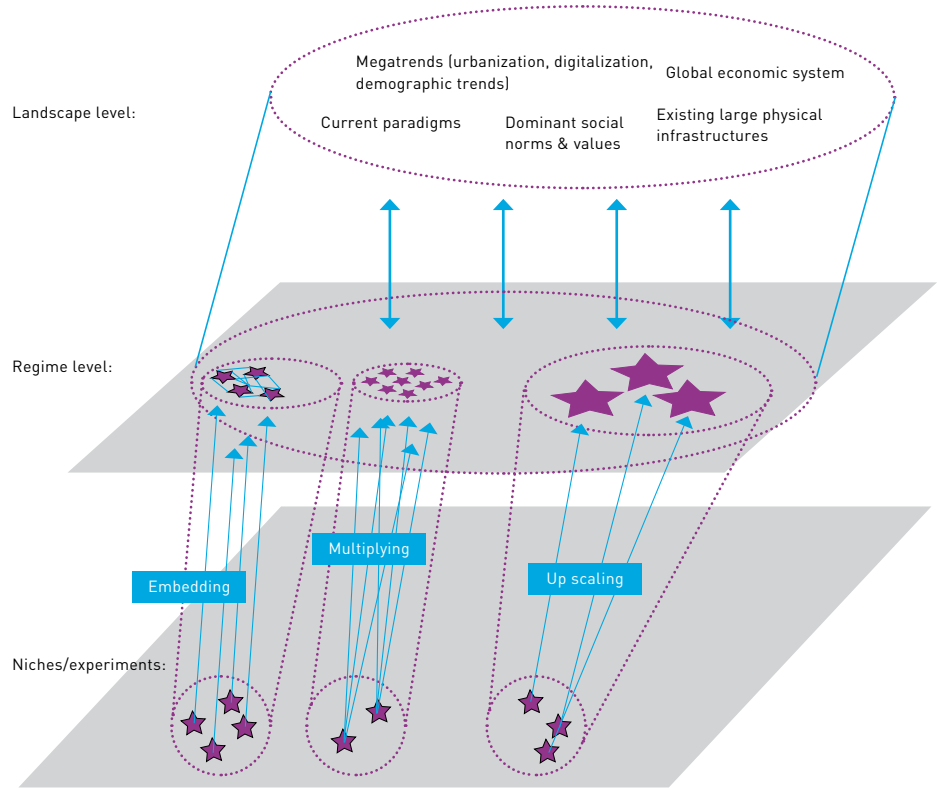 Megatrends (urbanization, digitalization,
demographic trends)
Global economic system
Landscape level:
Current paradigms
Dominant social
norms & values
Existing large physical
infrastructures
Regime level:
Multiplying
Embedding
Up scaling
Niches/experiments: